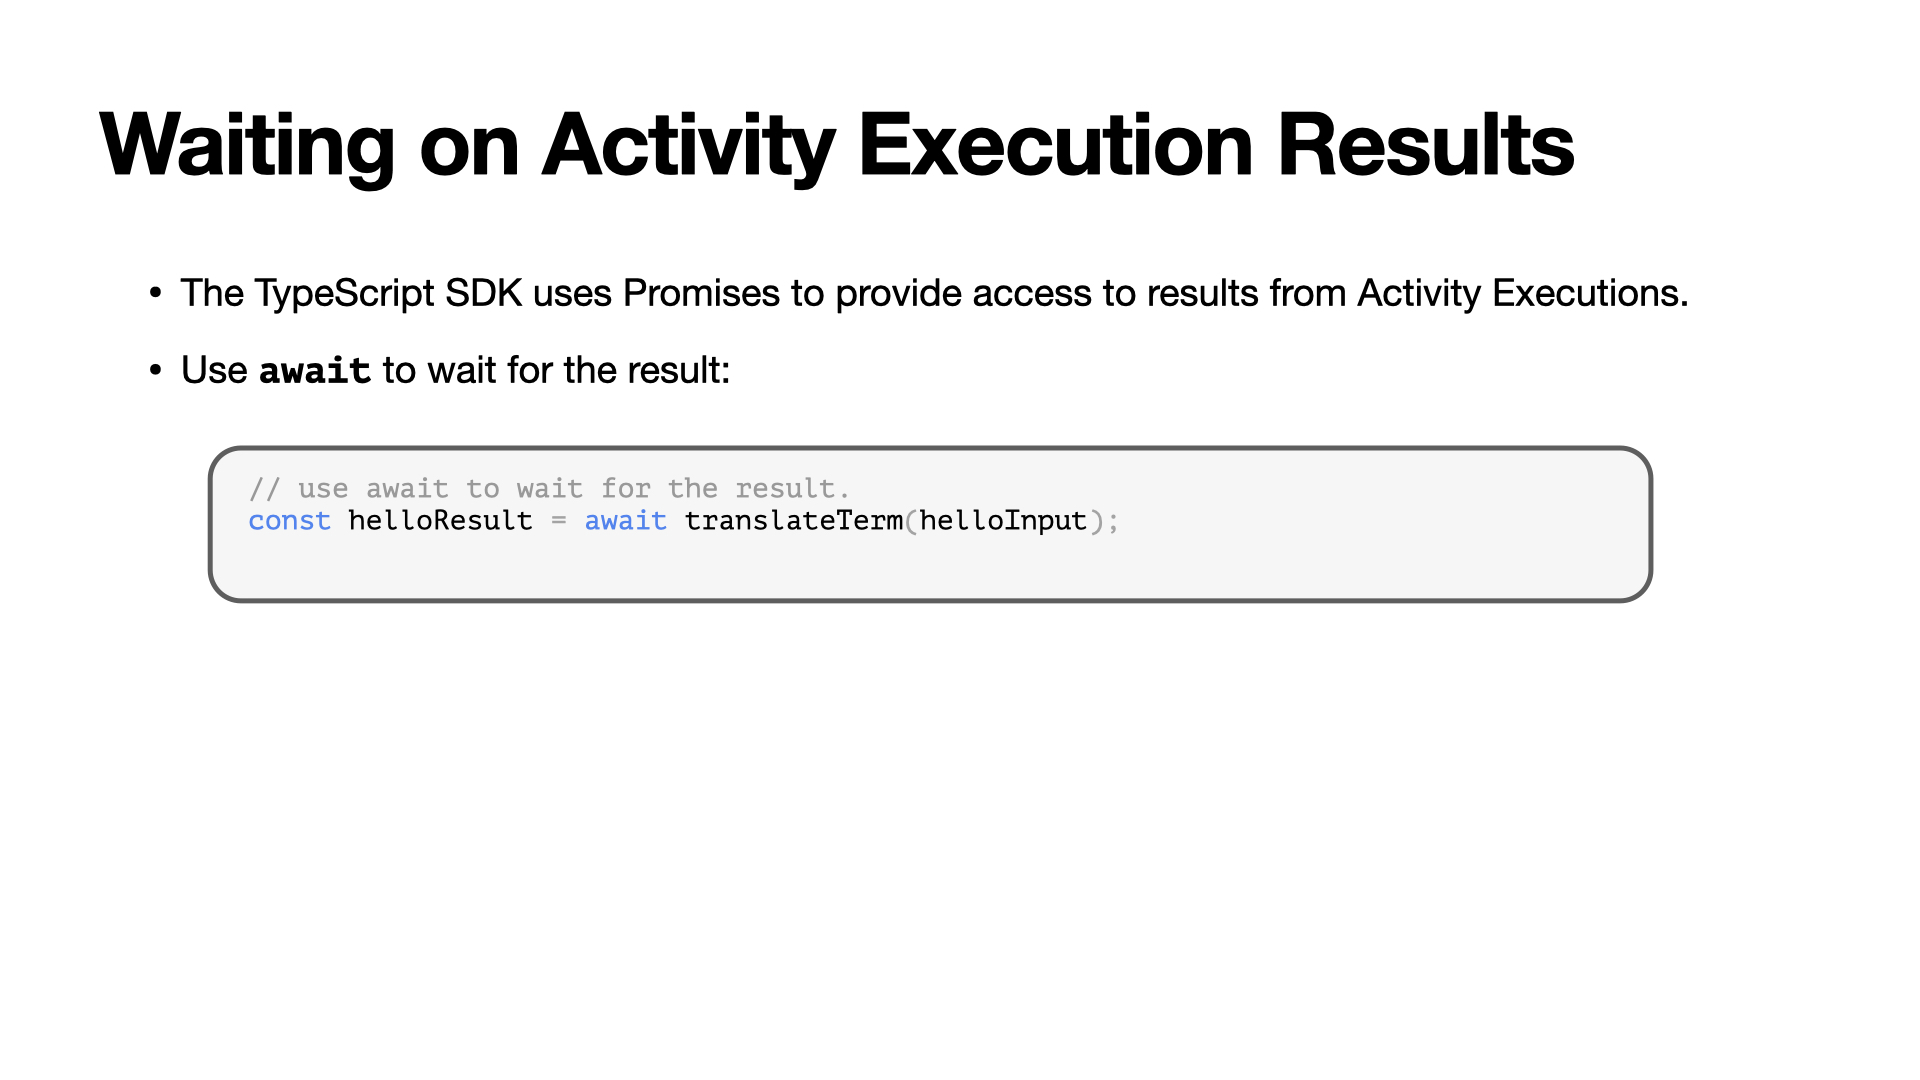 Waiting on Activity Execution Results
• The TypeScript SDK uses Promises to provide access to results from Activity Executions.
• Use await to wait for the result:
// use await to wait for the result.
const helloResult = await translateTerm(helloInput);